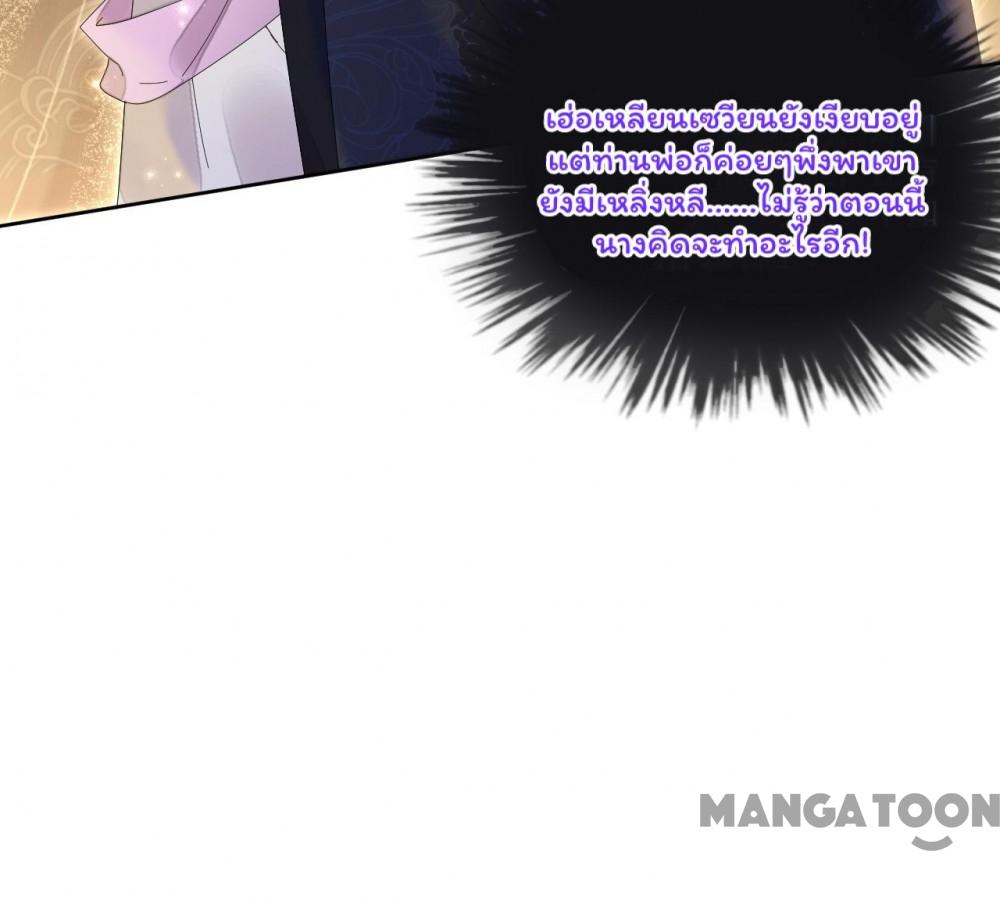 เฮ่อเหลียนเซวียนยังเงียบอยู่
แต่ท่านพ่อก็ค่อยๆพึ่งพาเขา
ยังมีเหลิ่งหลี......ไม่รู้ว่าตอนนี้
นางคิดจะทำอะไรอีก!
MANGATOON